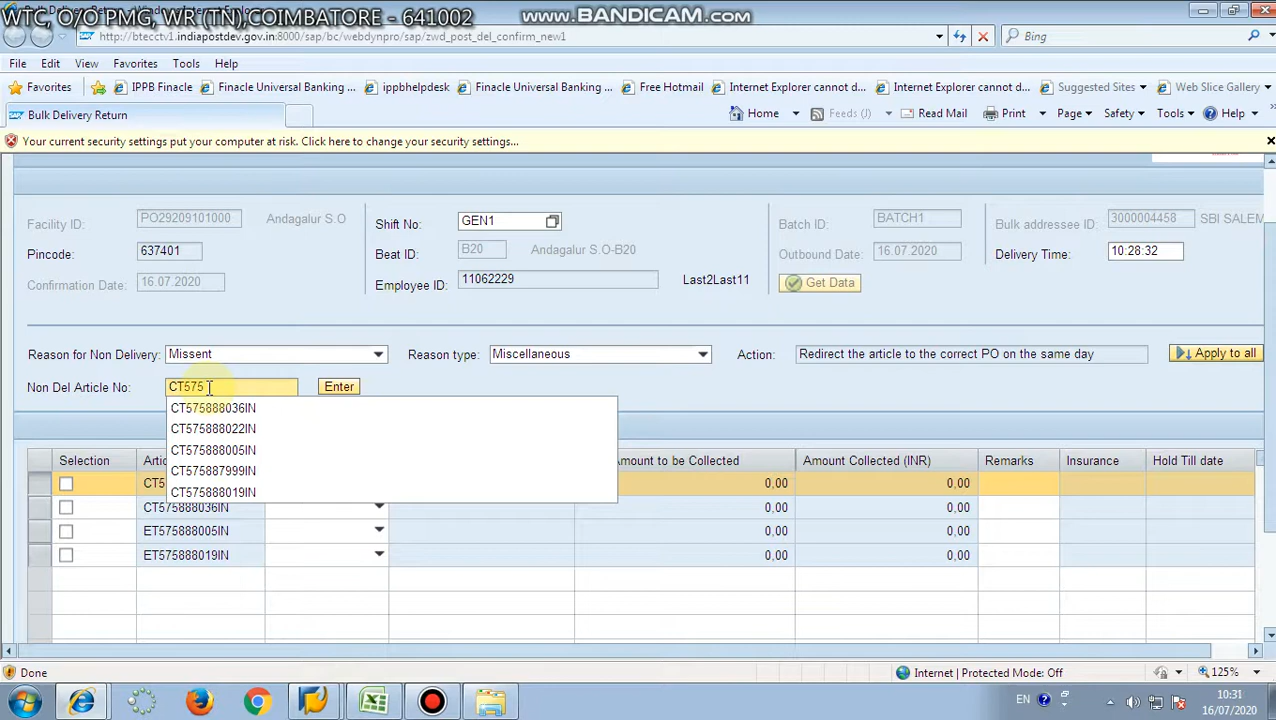 WTC, O/O PMG, WR (TN),COIMBATORE - 641002
www.BANDICAM.com
http://btecctv1.indiapostdev.gov.in:8000/sap/bc/webdynpro/sap/zwd_post_del_confirm_new1
Bing
File Edit View Favorites Tools Help
Favorites IPPB Finacle Finacle Universal Banking ... ippbhelpdesk Finacle Universal Banking ... Free Hotmail Internet Explorer cannot d... Internet Explorer cannot d... Suggested Sites Web Slice Gallery
Bulk Delivery Return
Home Feeds (J) Read Mail Print Page Safety Tools Help
Your current security settings put your computer at risk. Click here to change your security settings...
Facility ID: PO29209101000 Andagalur S.O Shift No: GEN1 Batch ID: BATCH1 Bulk addressee ID: 3000004458 SBI SALEM
Pincode: 637401 Beat ID: B20 Andagalur S.O-B20 Outbound Data: 16.07.2020 Delivery Time: 10:28:32
Confirmation Date: 16.07.2020 Employee ID: 11062229 Last2Last11 Get Data
Reason for Non Delivery: Missent Reason type: Miscellaneous Action: Redirect the article to the correct PO on the same day Apply to all
Non Del Article No: CT575 Enter
CT575888036IN
CT575888022IN
CT575888005IN
CT575887999IN
CT575888019IN
Selection Artic Amount to be Collected Amount Collected (INR) Remarks Insurance Hold Till date
CT5 0,00 0,00
CT575888036IN 0,00 0,00
ET575888005IN 0,00 0,00
ET575888019IN 0,00 0,00
Done Internet | Protected Mode: Off 125%
EN 10:31
16/07/2020